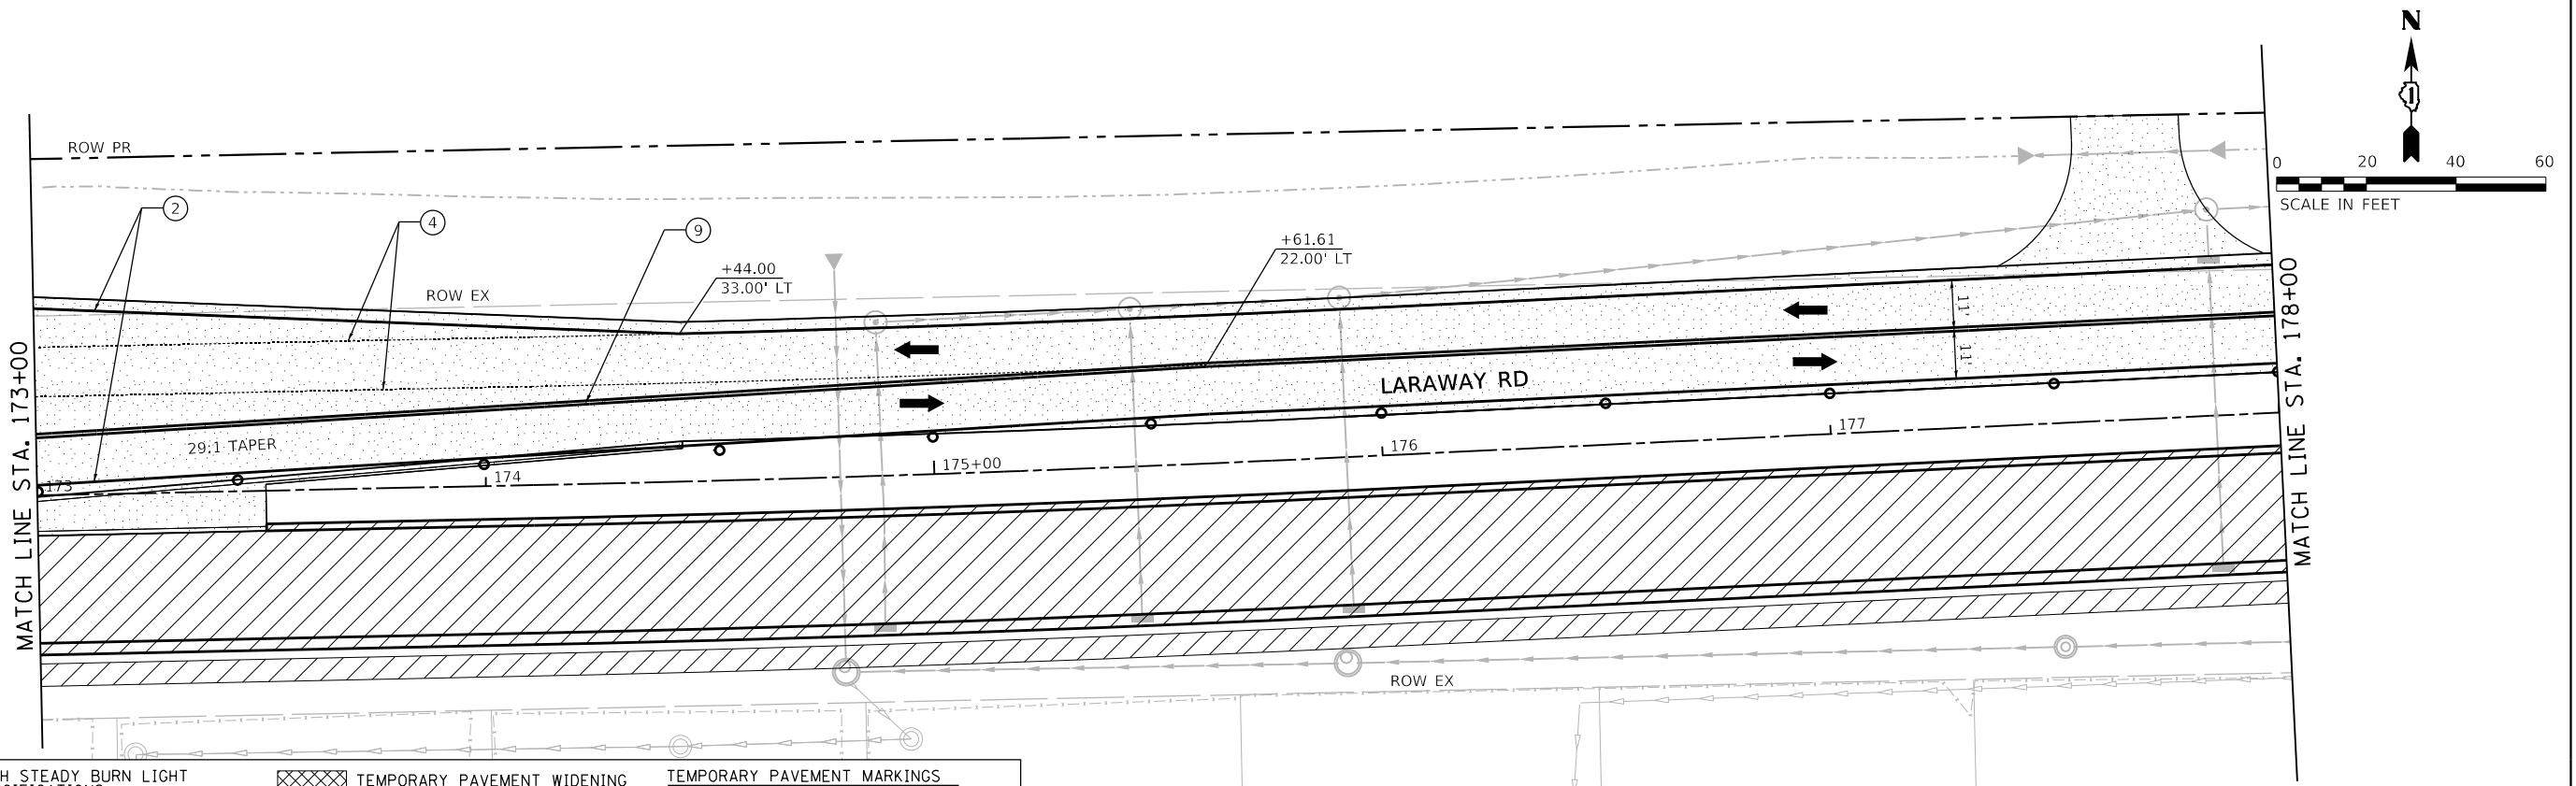 N
1
0 20 40 60
SCALE IN FEET
ROW PR
2
4
9
ROW EX
+44.00
33.00' LT
+61.61
22.00' LT
11'
11'
LARAWAY RD
29:1 TAPER
173
174
175+00
176
177
MATCH LINE STA. 173+00
MATCH LINE STA. 178+00
ROW EX
H STEADY BURN LIGHT
TEMPORARY PAVEMENT WIDENING
TEMPORARY PAVEMENT MARKINGS